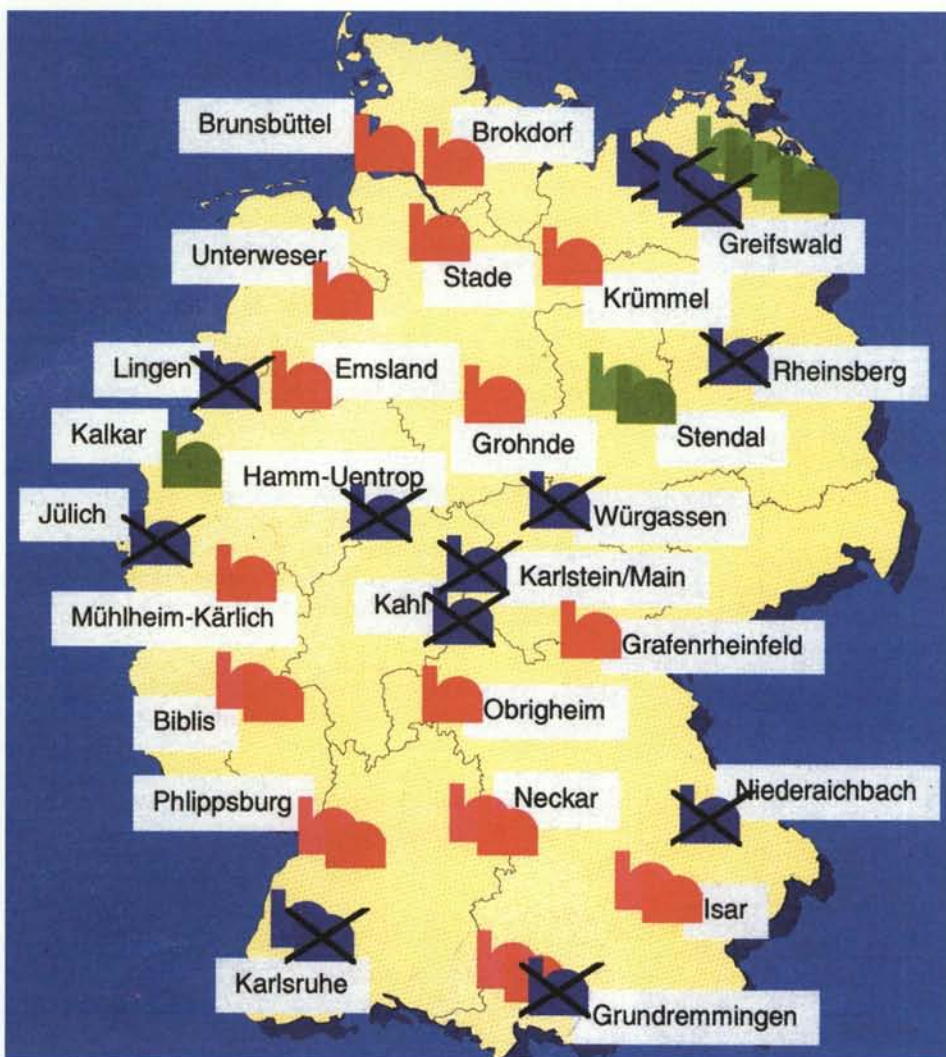 Brunsbüttel
Brokdorf
Unterweser
Stade
Krümmel
Greifswald
Lingen
Emsland
Rheinsberg
Kalkar
Grohnde
Stendal
Hamm-Uentrop
Jülich
Würgassen
Karlstein/Main
Mühlheim-Kärlich
Kahl
Grafenrheinfeld
Biblis
Obrigheim
Phlippsburg
Neckar
Niederaichbach
Isar
Karlsruhe
Grundremmingen